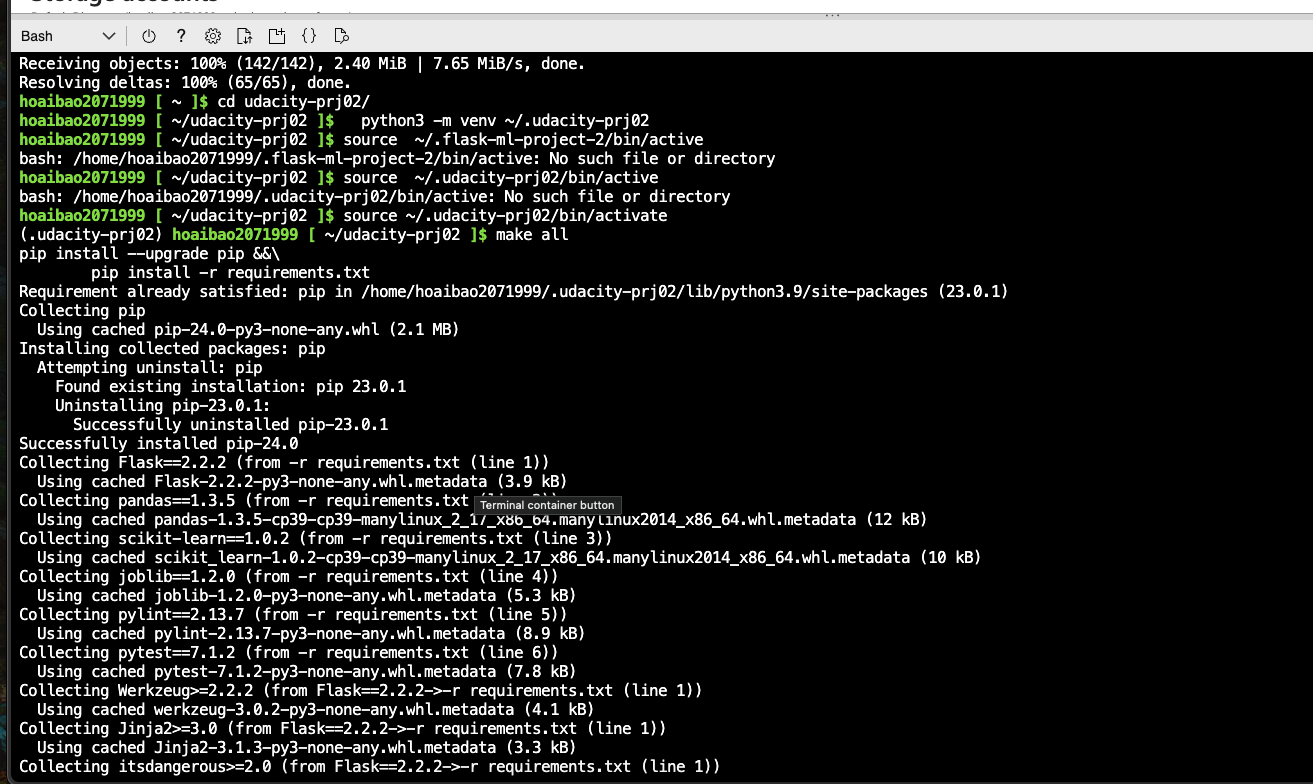 Bash
Receiving objects: 100% (142/142), 2.40 MiB | 7.65 MiB/s, done.
Resolving deltas: 100% (65/65), done.
hoaibao2071999 [ ~ ]$ cd udacity-prj02/
hoaibao2071999 [ ~/udacity-prj02 ]$   python3 -m venv ~/.udacity-prj02
hoaibao2071999 [ ~/udacity-prj02 ]$ source  ~/.flask-ml-project-2/bin/active
bash: /home/hoaibao2071999/.flask-ml-project-2/bin/active: No such file or directory
hoaibao2071999 [ ~/udacity-prj02 ]$ source  ~/.udacity-prj02/bin/active
bash: /home/hoaibao2071999/.udacity-prj02/bin/active: No such file or directory
hoaibao2071999 [ ~/udacity-prj02 ]$ source ~/.udacity-prj02/bin/activate
(.udacity-prj02) hoaibao2071999 [ ~/udacity-prj02 ]$ make all
pip install --upgrade pip &&\
        pip install -r requirements.txt
Requirement already satisfied: pip in /home/hoaibao2071999/.udacity-prj02/lib/python3.9/site-packages (23.0.1)
Collecting pip
  Using cached pip-24.0-py3-none-any.whl (2.1 MB)
Installing collected packages: pip
  Attempting uninstall: pip
    Found existing installation: pip 23.0.1
    Uninstalling pip-23.0.1:
      Successfully uninstalled pip-23.0.1
Successfully installed pip-24.0
Collecting Flask==2.2.2 (from -r requirements.txt (line 1))
  Using cached Flask-2.2.2-py3-none-any.whl.metadata (3.9 kB)
Collecting pandas==1.3.5 (from -r requirements.txt
Terminal container button
  Using cached pandas-1.3.5-cp39-cp39-manylinux_2_17_x86_64.manylinux2014_x86_64.whl.metadata (12 kB)
Collecting scikit-learn==1.0.2 (from -r requirements.txt (line 3))
  Using cached scikit_learn-1.0.2-cp39-cp39-manylinux_2_17_x86_64.manylinux2014_x86_64.whl.metadata (10 kB)
Collecting joblib==1.2.0 (from -r requirements.txt (line 4))
  Using cached joblib-1.2.0-py3-none-any.whl.metadata (5.3 kB)
Collecting pylint==2.13.7 (from -r requirements.txt (line 5))
  Using cached pylint-2.13.7-py3-none-any.whl.metadata (8.9 kB)
Collecting pytest==7.1.2 (from -r requirements.txt (line 6))
  Using cached pytest-7.1.2-py3-none-any.whl.metadata (7.8 kB)
Collecting Werkzeug>=2.2.2 (from Flask==2.2.2->-r requirements.txt (line 1))
  Using cached werkzeug-3.0.2-py3-none-any.whl.metadata (4.1 kB)
Collecting Jinja2>=3.0 (from Flask==2.2.2->-r requirements.txt (line 1))
  Using cached Jinja2-3.1.3-py3-none-any.whl.metadata (3.3 kB)
Collecting itsdangerous>=2.0 (from Flask==2.2.2->-r requirements.txt (line 1))